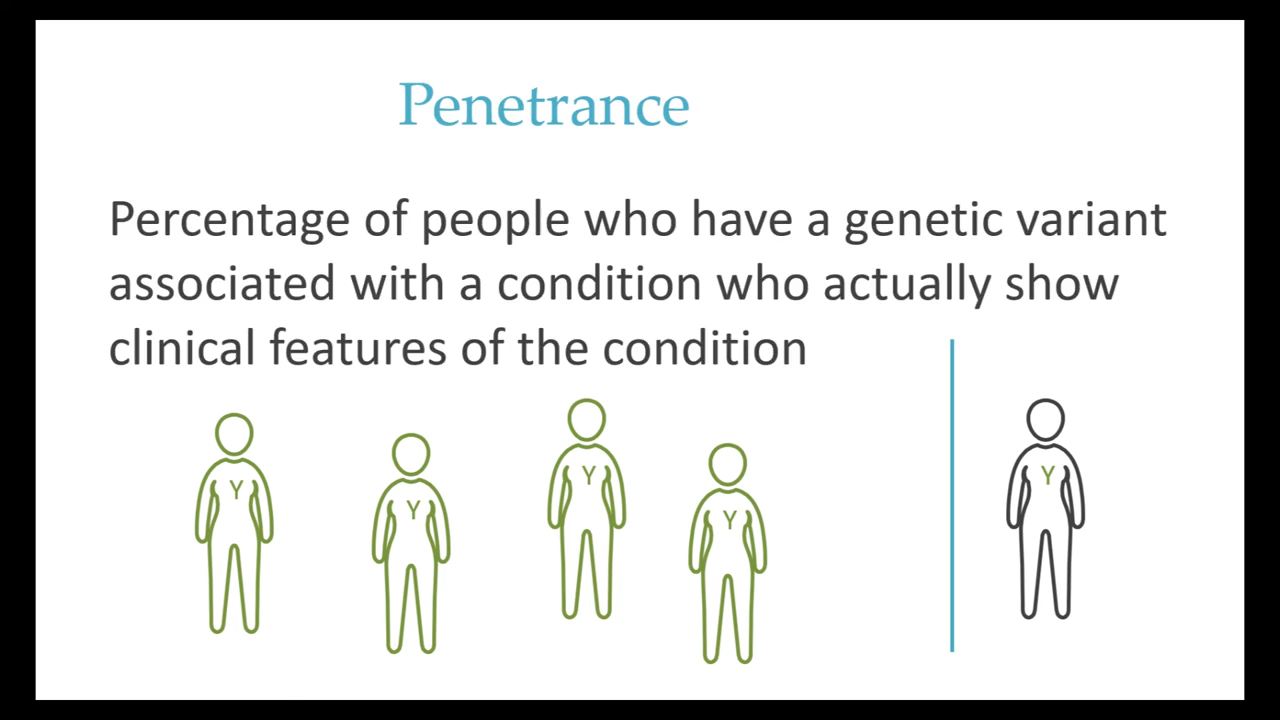 Penetrance
Percentage of people who have a genetic variant
associated with a condition who actually show
clinical features of the condition
Y Y Y Y Y